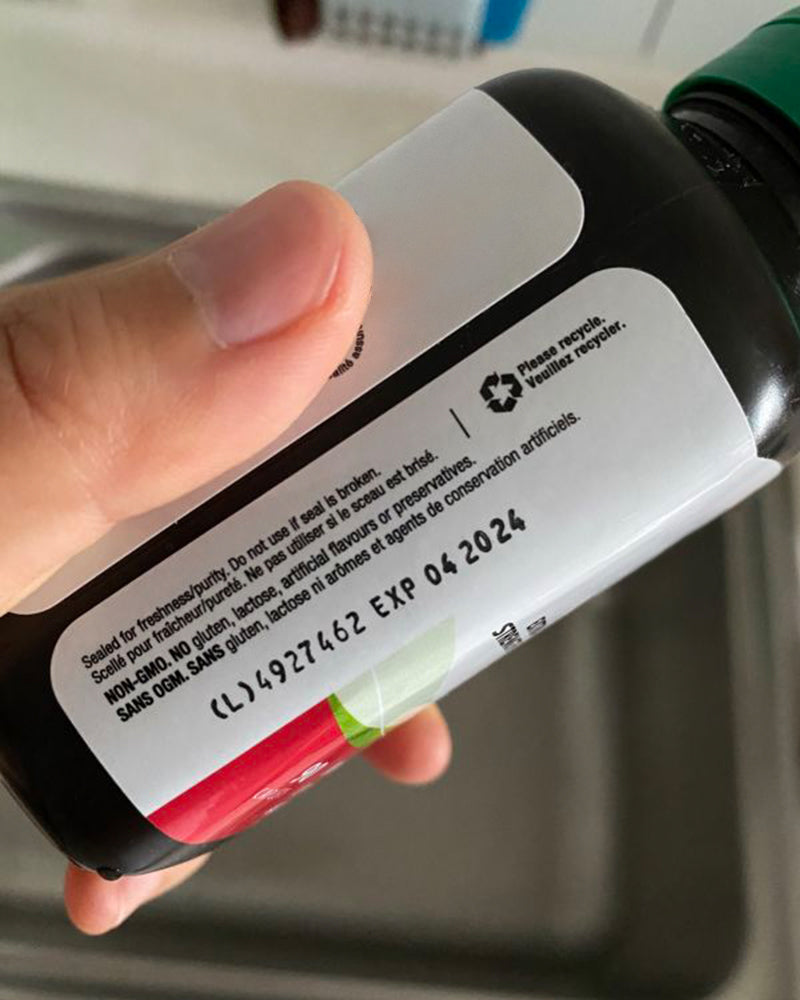 Please recycle.
Veuillez recycler.
Sealed for freshness/purity. Do not use if seal is broken.
Scellé pour fraîcheur/pureté. Ne pas utiliser si le sceau est brisé.
NON-GMO. NO gluten, lactose, artificial flavours or preservatives.
SANS OGM. SANS gluten, lactose ni arômes et agents de conservation artificiels.
(L)4927462 EXP 04 2024